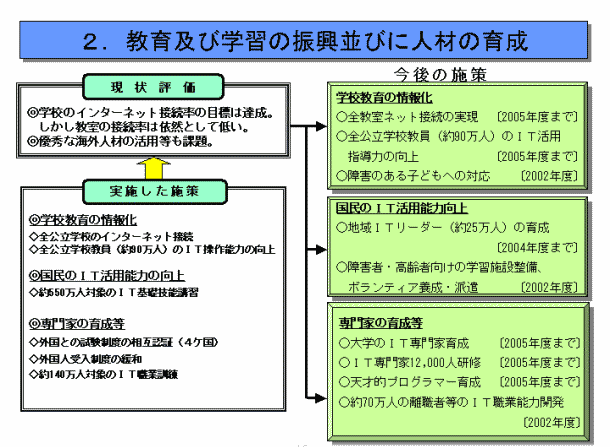 ２．教育及び学習の振興並びに人材の育成
現状評価
◎学校のインターネット接続率の目標は達成。
しかし教室の接続率は依然として低い。
◎優秀な海外人材の活用等も課題。
実施した施策
◎学校教育の情報化
◇全公立学校のインターネット接続
◇全公立学校教員（約90万人）のＩＴ操作能力の向上
◎国民のＩＴ活用能力の向上
◇約550万人対象のＩＴ基礎技能講習
◎専門家の育成等
◇外国との試験制度の相互認証（４ケ国）
◇外国人受入制度の緩和
◇約140万人対象のＩＴ職業訓練
今後の施策
学校教育の情報化
○全教室ネット接続の実現 〔2005年度まで〕
○全公立学校教員（約90万人）のＩＴ活用
指導力の向上 〔2005年度まで〕
○障害のある子どもへの対応 〔2002年度〕
国民のＩＴ活用能力向上
○地域ＩＴリーダー（約25万人）の育成
〔2004年度まで〕
○障害者・高齢者向けの学習施設整備、
ボランティア養成・派遣 〔2002年度〕
専門家の育成等
○大学のＩＴ専門家育成 〔2005年度まで〕
○ＩＴ専門家12,000人研修 〔2005年度まで〕
○天才的プログラマー育成 〔2005年度まで〕
○約70万人の離職者等のＩＴ職業能力開発
〔2002年度〕